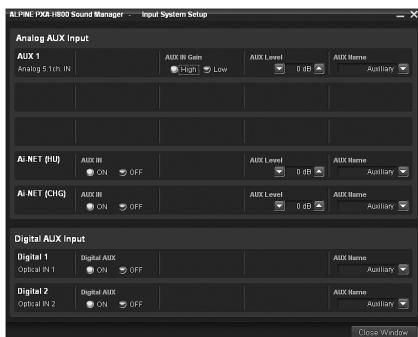 ALPINE PXA-H800 Sound Manager - Input System Setup
Analog AUX Input
AUX 1 AUX IN Gain AUX Level AUX Name
Analog 5.1ch. IN High Low 0 dB Auxiliary
Ai-NET (HU) AUX IN AUX Level AUX Name
ON OFF 0 dB Auxiliary
Ai-NET (CHG) AUX IN AUX Level AUX Name
ON OFF 0 dB Auxiliary
Digital AUX Input
Digital 1 Digital AUX AUX Name
Optical IN 1 ON OFF Auxiliary
Digital 2 Digital AUX AUX Name
Optical IN 2 ON OFF Auxiliary
Close Window